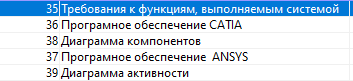 35 Требования к функциям, выполняемым системой
36 Програмное обеспечение CATIA
38 Диаграмма компонентов
37 Програмное обеспечение  ANSYS
39 Диаграмма активности